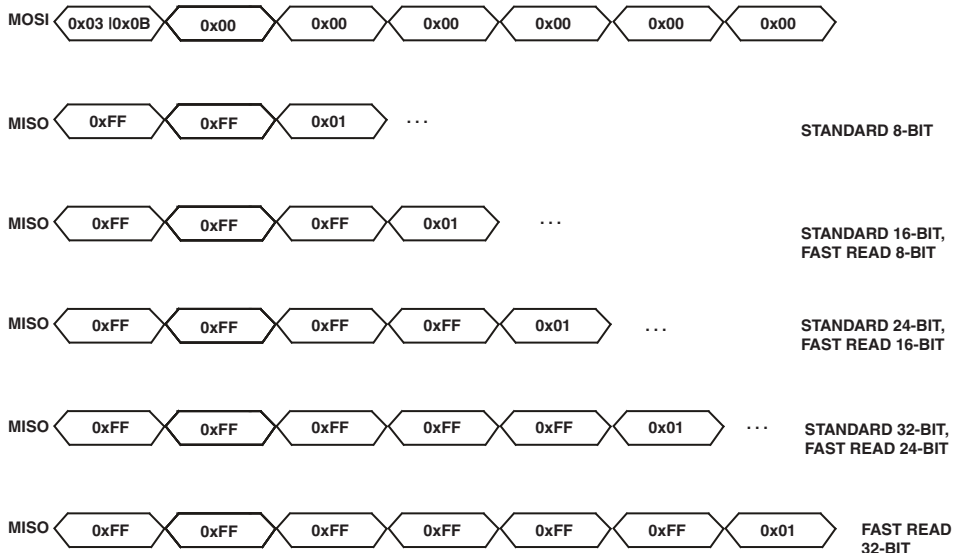 MOSI 0x03 |0x0B 0x00 0x00 0x00 0x00 0x00 0x00
MISO 0xFF 0xFF 0x01 ... STANDARD 8-BIT
MISO 0xFF 0xFF 0xFF 0x01 ... STANDARD 16-BIT,
FAST READ 8-BIT
MISO 0xFF 0xFF 0xFF 0xFF 0x01 ... STANDARD 24-BIT,
FAST READ 16-BIT
MISO 0xFF 0xFF 0xFF 0xFF 0xFF 0x01 ... STANDARD 32-BIT,
FAST READ 24-BIT
MISO 0xFF 0xFF 0xFF 0xFF 0xFF 0xFF 0x01 FAST READ
32-BIT